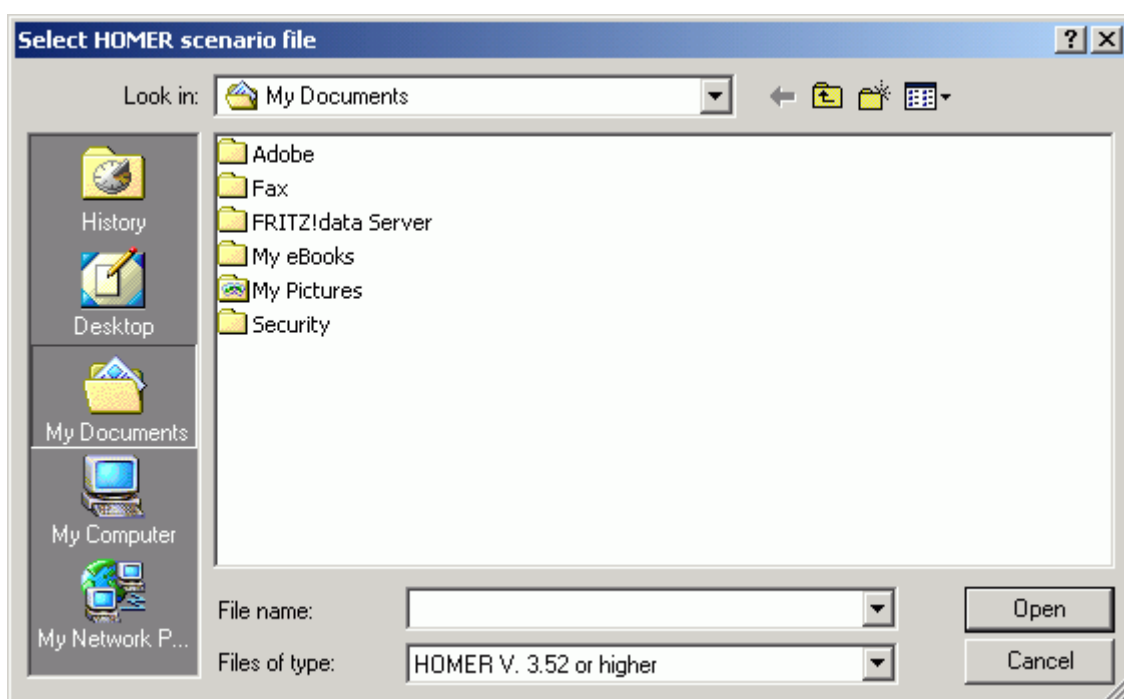 Select HOMER scenario file
Look in: My Documents
History
Desktop
My Documents
My Computer
My Network P...
Adobe
Fax
FRITZ!data Server
My eBooks
My Pictures
Security
File name:
Open
Files of type: HOMER V. 3.52 or higher
Cancel